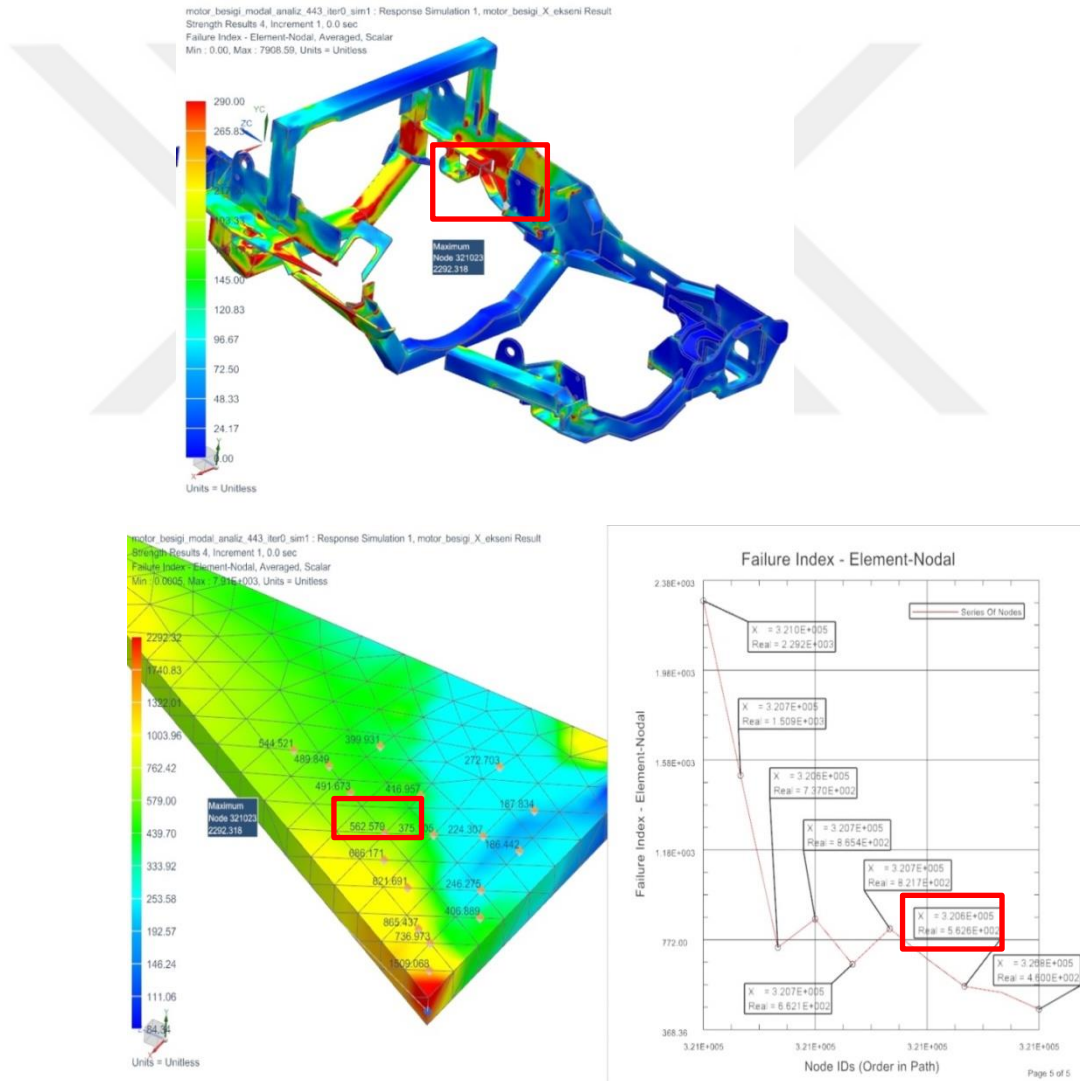 motor_besigi_modal_analiz_443_iter0_sim1 : Response Simulation 1, motor_besigi_X_ekseni Result
Strength Results 4, Increment 1, 0.0 sec
Failure Index - Element-Nodal, Averaged, Scalar
Min : 0.00, Max : 7908.59, Units = Unitless
290.00
265.83
YC
ZC
193.33
145.00
120.83
96.67
72.50
48.33
24.17
0.00
Y
X
Units = Unitless
Maximum
Node 321023
2292.318
motor_besigi_modal_analiz_443_iter0_sim1 : Response Simulation 1, motor_besigi_X_ekseni Result
Strength Results 4, Increment 1, 0.0 sec
Failure Index - Element-Nodal, Averaged, Scalar
Min : 0.0605, Max : 7.91E+003, Units = Unitless
2292.32
1740.83
1322.01
1003.96
762.42
579.00
439.70
333.92
253.58
192.57
146.24
111.06
84.34
Y
X
Units = Unitless
Maximum
Node 321023
2292.318
544.521
399.931
489.849
272.703
491.673
416.957
187.834
562.579
375
05
224.307
186.442
686.171
821.691
246.275
406.889
865.437
736.973
1509.068
Failure Index - Element-Nodal
2.38E+003
1.98E+003
1.58E+003
1.18E+003
772.00
368.36
Failure Index - Element-Nodal
Series Of Nodes
X = 3.210E+005
Real = 2.292E+003
X = 3.207E+005
Real = 1.509E+003
X = 3.206E+005
Real = 7.370E+002
X = 3.207E+005
Real = 8.654E+002
X = 3.207E+005
Real = 8.217E+002
X = 3.206E+005
Real = 5.626E+002
X = 3.208E+005
Real = 4.600E+002
X = 3.207E+005
Real = 6.621E+002
3.21E+005
3.21E+005
3.21E+005
3.21E+005
Node IDs (Order in Path)
Page 5 of 5